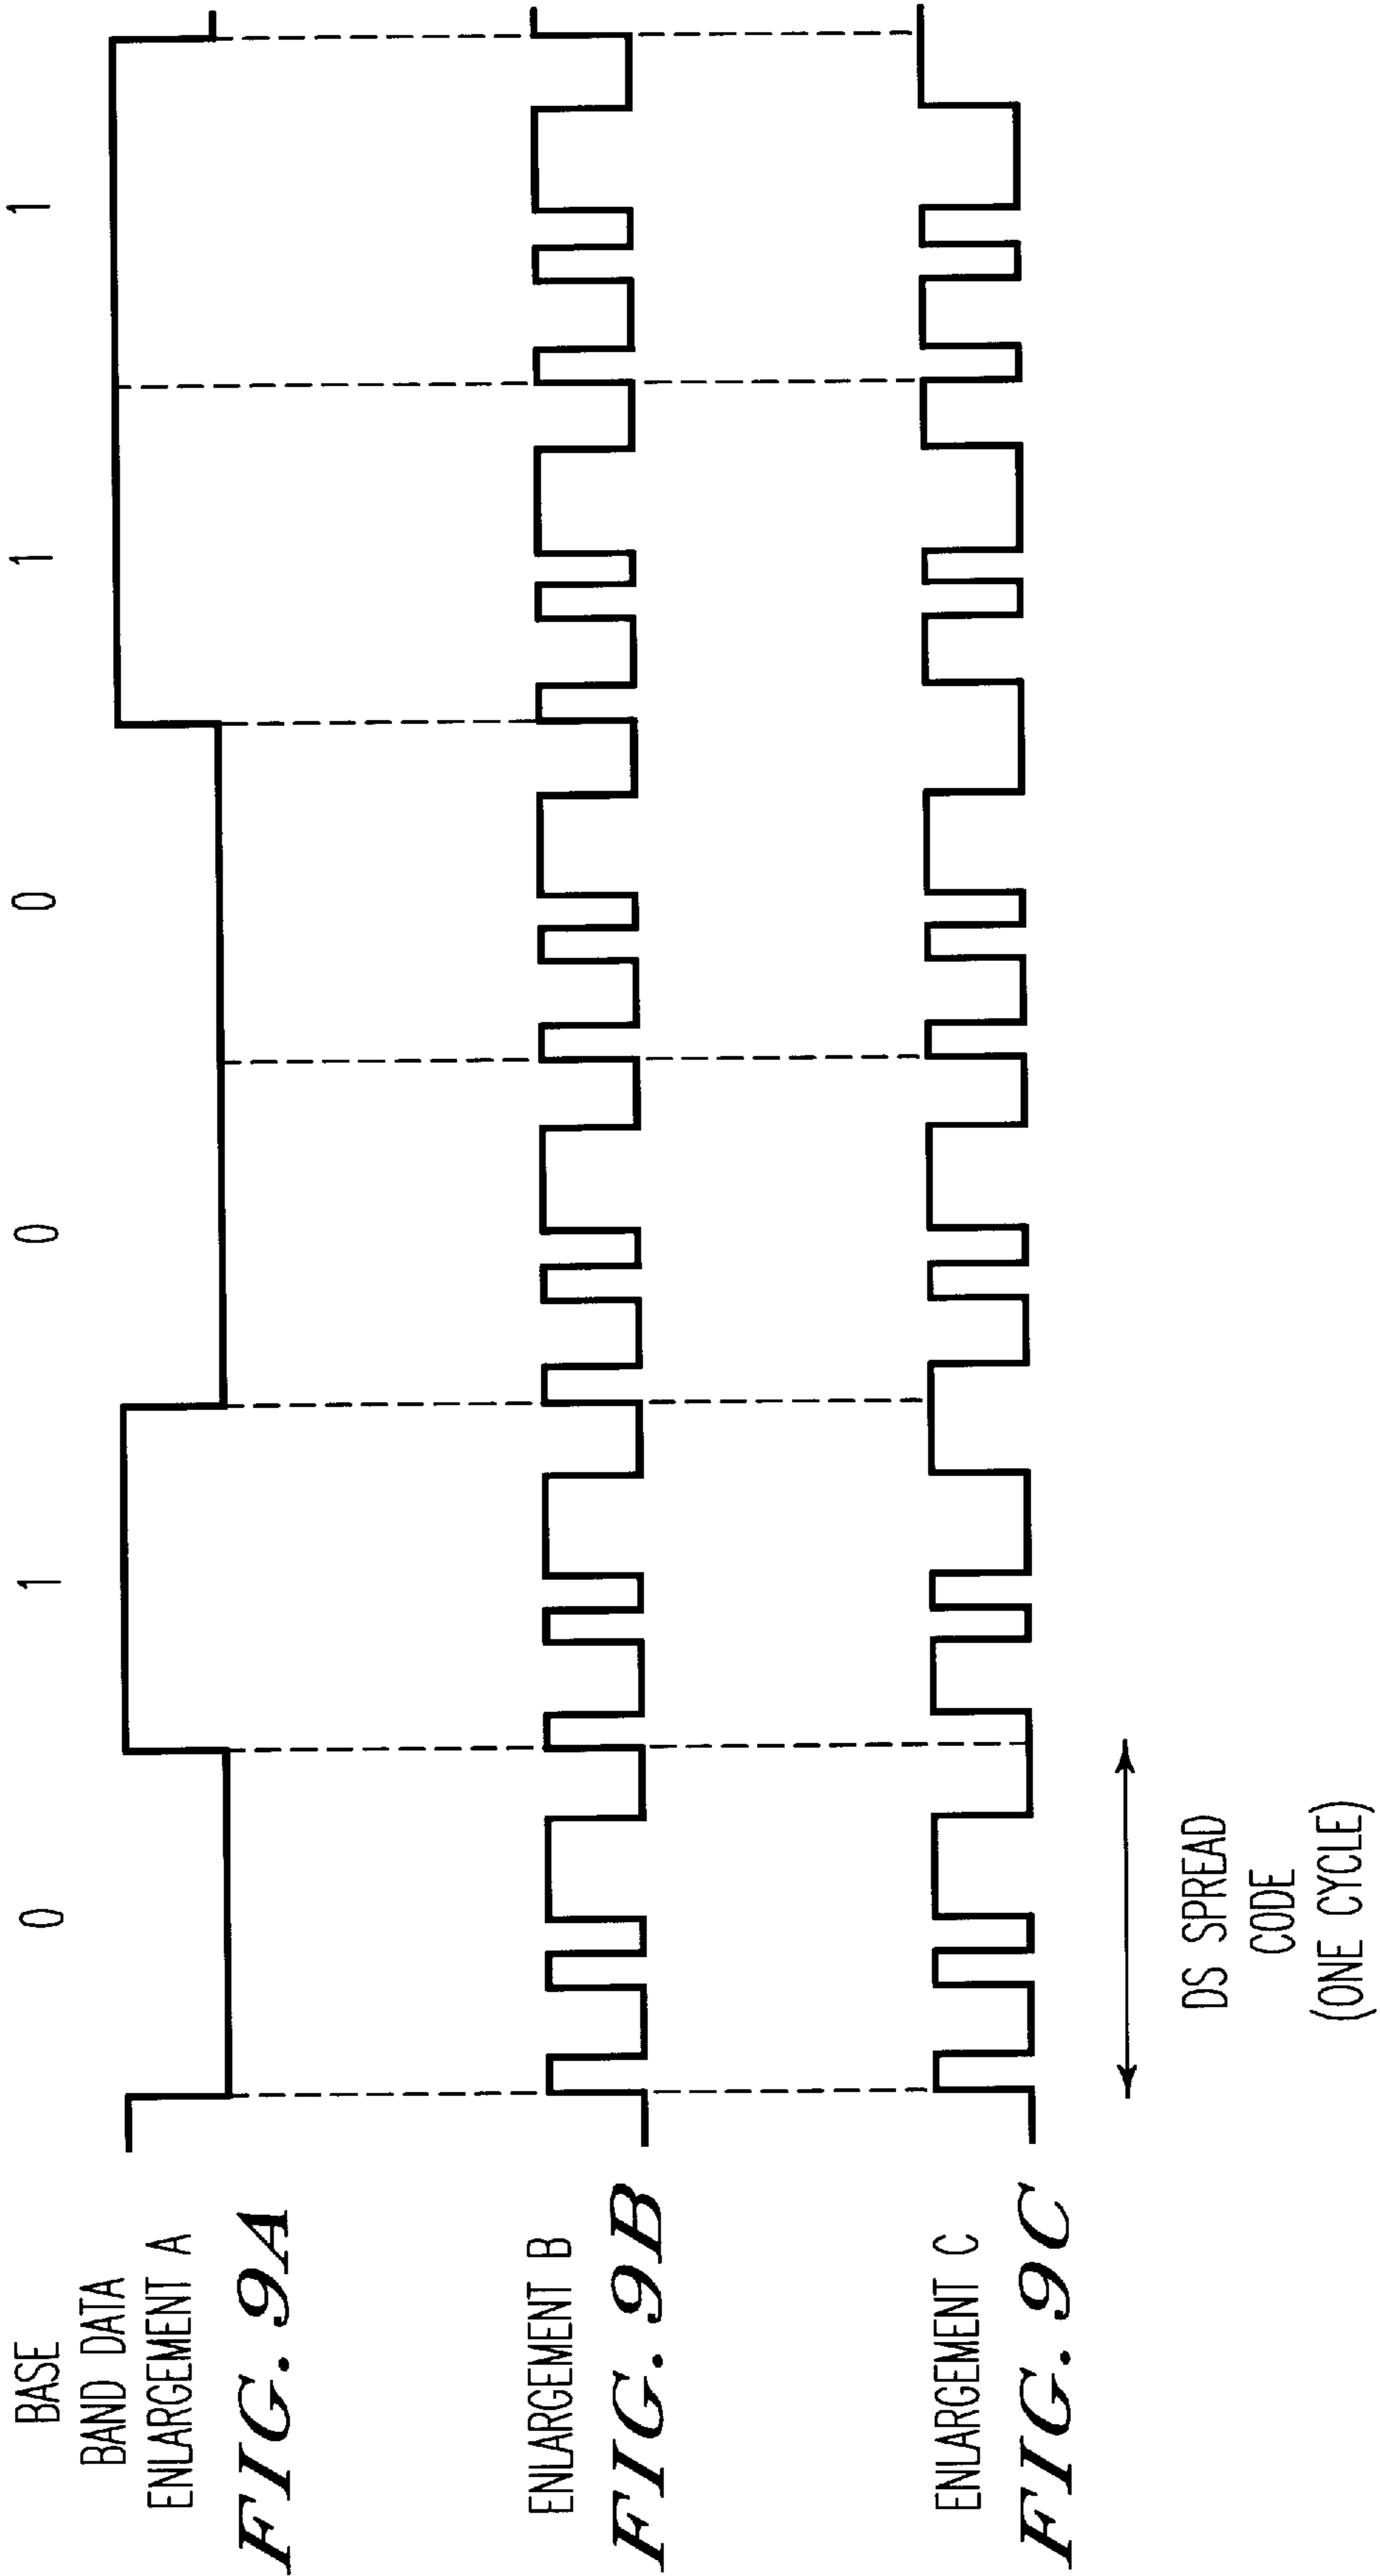 BASE
BAND DATA
ENLARGEMENT A
0 1 0 0 1 1
FIG. 9A
ENLARGEMENT B
FIG. 9B
ENLARGEMENT C
FIG. 9C
DS SPREAD
CODE
(ONE CYCLE)